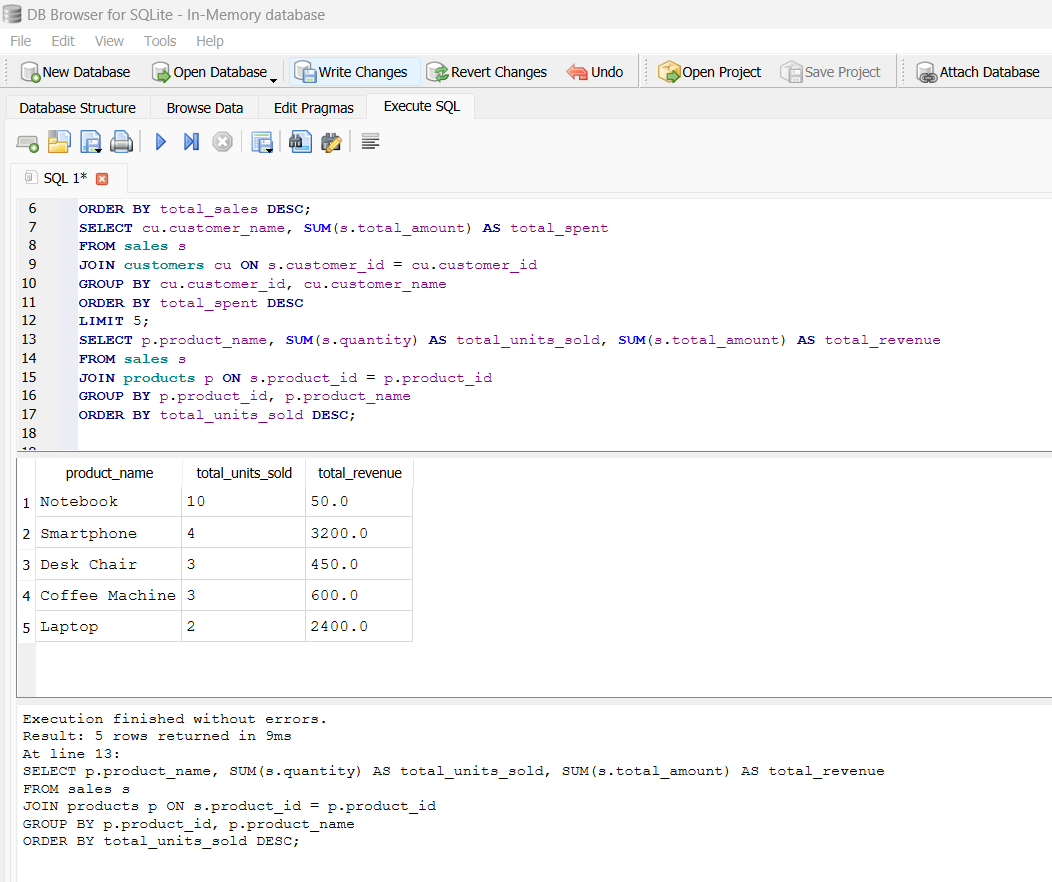 DB Browser for SQLite - In-Memory database
File Edit View Tools Help
New Database Open Database Write Changes Revert Changes Undo Open Project Save Project Attach Database
Database Structure Browse Data Edit Pragmas Execute SQL
SQL 1*
6 ORDER BY total_sales DESC;
7 SELECT cu.customer_name, SUM(s.total_amount) AS total_spent
8 FROM sales s
9 JOIN customers cu ON s.customer_id = cu.customer_id
10 GROUP BY cu.customer_id, cu.customer_name
11 ORDER BY total_spent DESC
12 LIMIT 5;
13 SELECT p.product_name, SUM(s.quantity) AS total_units_sold, SUM(s.total_amount) AS total_revenue
14 FROM sales s
15 JOIN products p ON s.product_id = p.product_id
16 GROUP BY p.product_id, p.product_name
17 ORDER BY total_units_sold DESC;
18
product_name total_units_sold total_revenue
1 Notebook 10 50.0
2 Smartphone 4 3200.0
3 Desk Chair 3 450.0
4 Coffee Machine 3 600.0
5 Laptop 2 2400.0
Execution finished without errors.
Result: 5 rows returned in 9ms
At line 13:
SELECT p.product_name, SUM(s.quantity) AS total_units_sold, SUM(s.total_amount) AS total_revenue
FROM sales s
JOIN products p ON s.product_id = p.product_id
GROUP BY p.product_id, p.product_name
ORDER BY total_units_sold DESC;